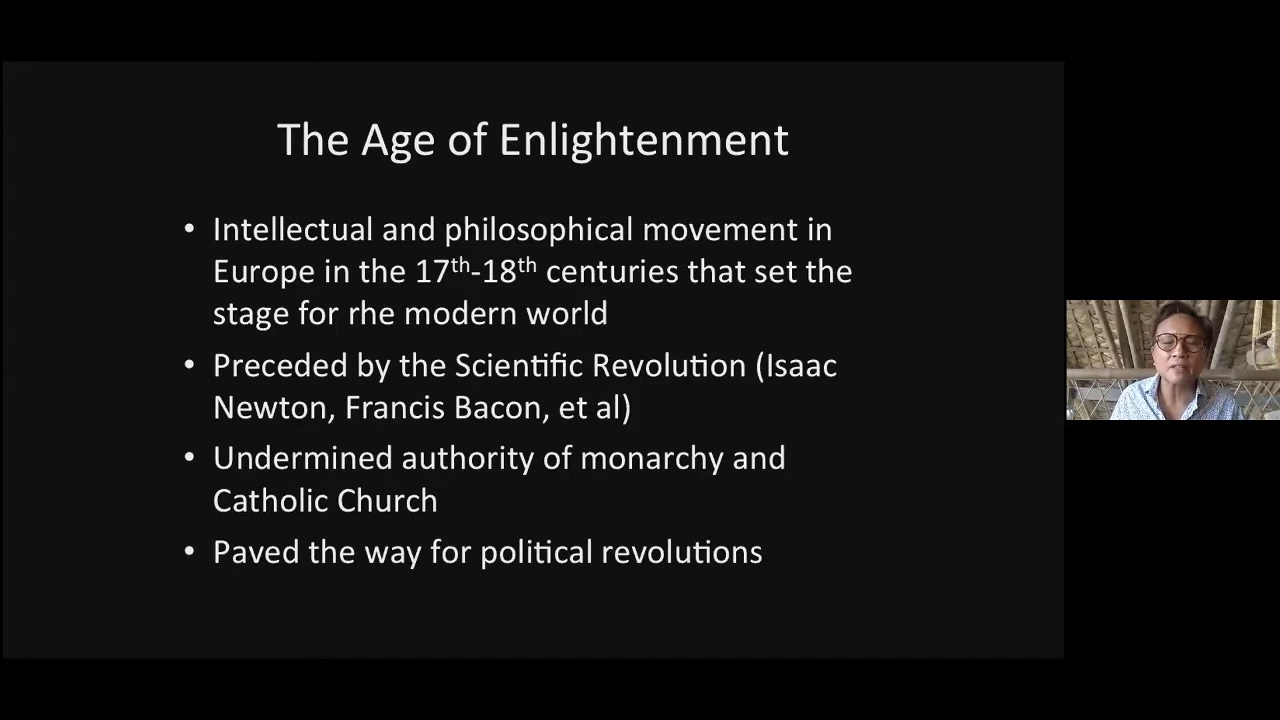 The Age of Enlightenment
• Intellectual and philosophical movement in
Europe in the 17th-18th centuries that set the
stage for rhe modern world
• Preceded by the Scientific Revolution (Isaac
Newton, Francis Bacon, et al)
• Undermined authority of monarchy and
Catholic Church
• Paved the way for political revolutions